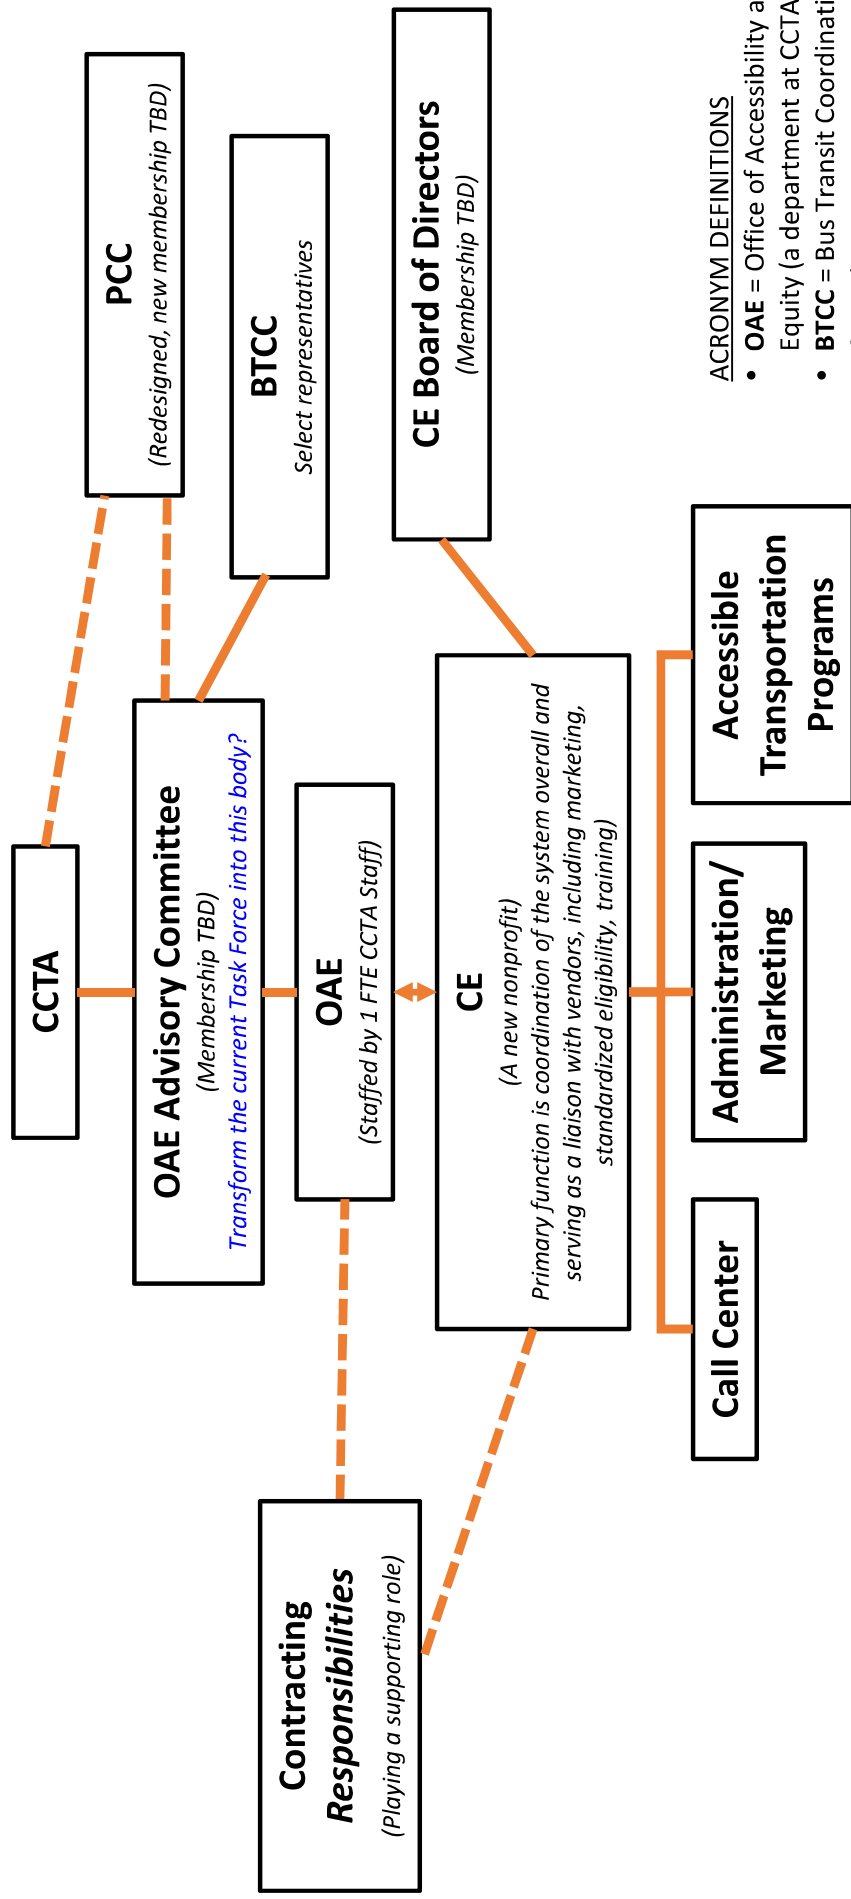 CCTA
PCC
(Redesigned, new membership TBD)
OAE Advisory Committee
(Membership TBD)
Transform the current Task Force into this body?
BTCC
Select representatives
Contracting
Responsibilities
(Playing a supporting role)
OAE
(Staffed by 1 FTE CCTA Staff)
CE Board of Directors
(Membership TBD)
CE
(A new nonprofit)
Primary function is coordination of the system overall and
serving as a liaison with vendors, including marketing,
standardized eligibility, training)
Call Center
Administration/
Marketing
Accessible
Transportation
Programs
ACRONYM DEFINITIONS
• OAE = Office of Accessibility a
Equity (a department at CCTA
• BTCC = Bus Transit Coordinati